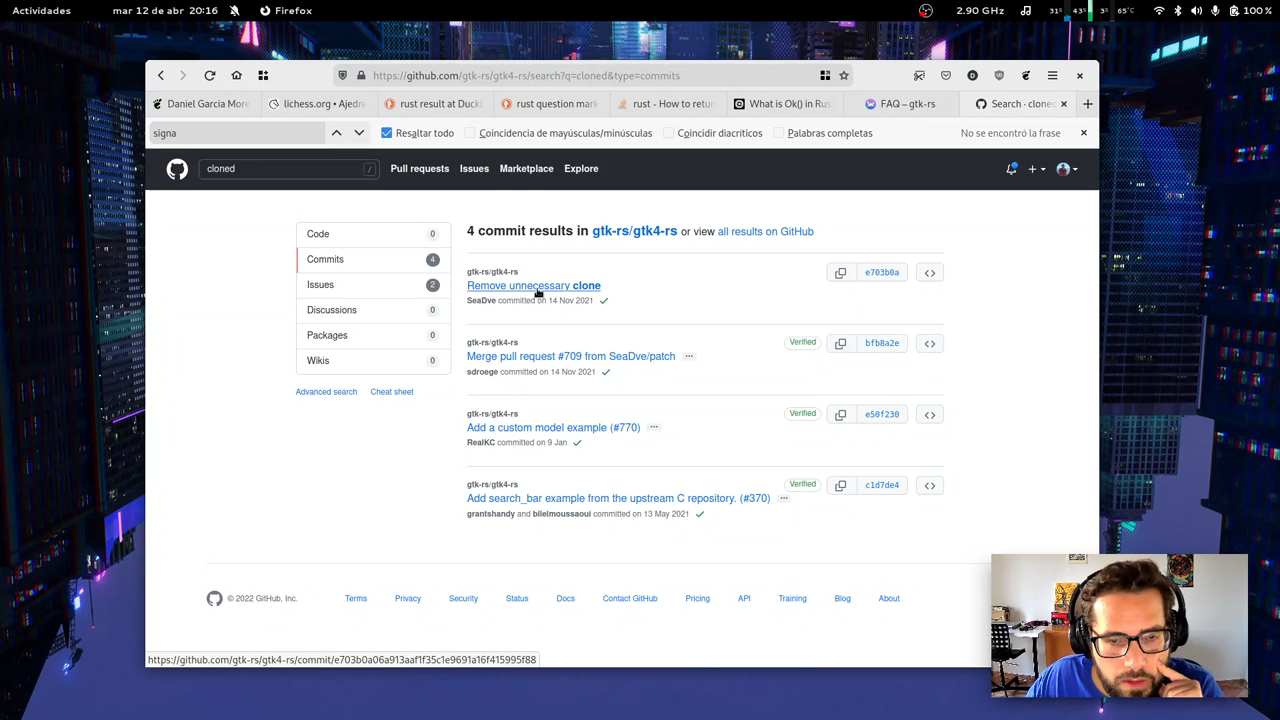 Actividades
mar 12 de abr 20:16
Firefox
2.90 GHz
31%
43%
3%
65°C
100 %
https://github.com/gtk-rs/gtk4-rs/search?q=cloned&type=commits
Daniel Garcia More
lichess.org • Ajedre
rust result at Duckl
rust question mark
rust - How to retur
What is Ok() in Rus
FAQ – gtk-rs
Search · cloned
signa
Resaltar todo
Coincidencia de mayúsculas/minúsculas
Coincidir diacríticos
Palabras completas
No se encontró la frase
cloned
/
Pull requests
Issues
Marketplace
Explore
Code 0
Commits 4
Issues 2
Discussions 0
Packages 0
Wikis 0
Advanced search
Cheat sheet
4 commit results in gtk-rs/gtk4-rs or view all results on GitHub
gtk-rs/gtk4-rs
e703b0a
Remove unnecessary clone
SeaDve committed on 14 Nov 2021
gtk-rs/gtk4-rs
Verified
bfb8a2e
Merge pull request #709 from SeaDve/patch
sdroege committed on 14 Nov 2021
gtk-rs/gtk4-rs
Verified
e50f230
Add a custom model example (#770)
RealKC committed on 9 Jan
gtk-rs/gtk4-rs
Verified
c1d7de4
Add search_bar example from the upstream C repository. (#370)
grantshandy and bilelmoussaoui committed on 13 May 2021
© 2022 GitHub, Inc.
Terms
Privacy
Security
Status
Docs
Contact GitHub
Pricing
API
Training
Blog
About
https://github.com/gtk-rs/gtk4-rs/commit/e703b0a06a913aaf1f35c1e9691a16f415995f88